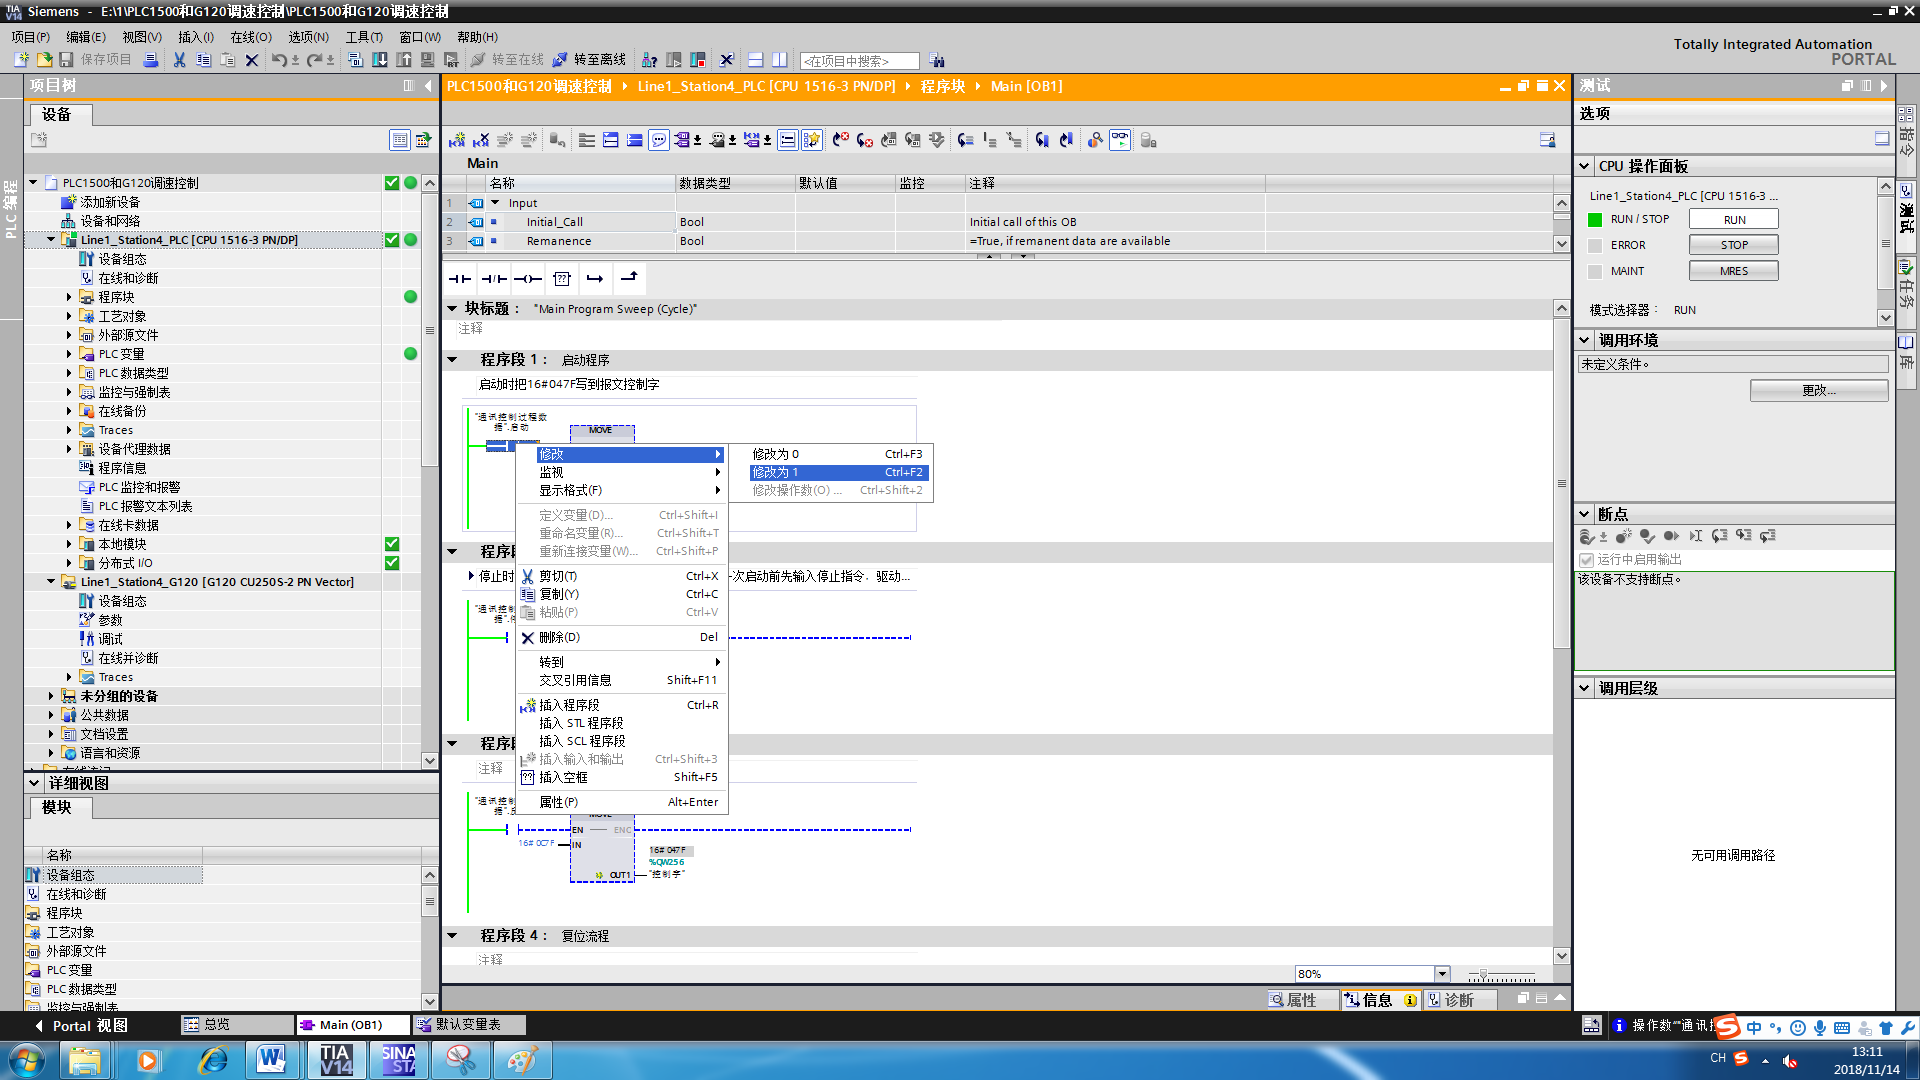 Siemens - E:\1\PLC1500和G120调速控制\PLC1500和G120调速控制
项目(P) 编辑(E) 视图(V) 插入(I) 在线(O) 选项(N) 工具(T) 窗口(W) 帮助(H)
Totally Integrated Automation
PORTAL
保存项目 转至在线 转至离线 <在项目中搜索>
项目树
PLC1500和G120调速控制 Line1_Station4_PLC [CPU 1516-3 PN/DP] 程序块 Main [OB1]
测试
设备
选项
PLC 编程
PLC1500和G120调速控制
添加新设备
设备和网络
Line1_Station4_PLC [CPU 1516-3 PN/DP]
设备组态
在线和诊断
程序块
工艺对象
外部源文件
PLC 变量
PLC 数据类型
监控与强制表
在线备份
Traces
设备代理数据
程序信息
PLC 监控和报警
PLC 报警文本列表
在线卡数据
本地模块
分布式 I/O
Line1_Station4_G120 [G120 CU250S-2 PN Vector]
设备组态
参数
调试
在线并诊断
Traces
未分组的设备
公共数据
文档设置
语言和资源
详细视图
模块
名称
设备组态
在线和诊断
程序块
工艺对象
外部源文件
PLC 变量
PLC 数据类型
监控与强制表
Main
名称 数据类型 默认值 监控 注释
1 Input
2 Initial_Call Bool Initial call of this OB
3 Remanence Bool =True, if remanent data are available
块标题： "Main Program Sweep (Cycle)"
注释
程序段 1： 启动程序
启动时把16#047F写到报文控制字
"通讯控制过程数
据".启动
MOVE
修改
监视
显示格式(F)
定义变量(D)... Ctrl+Shift+I
重命名变量(R)... Ctrl+Shift+T
重新连接变量(W)... Ctrl+Shift+P
剪切(T) Ctrl+X
复制(Y) Ctrl+C
粘贴(P) Ctrl+V
删除(D) Del
转到
交叉引用信息 Shift+F11
插入程序段 Ctrl+R
插入 STL 程序段
插入 SCL 程序段
插入输入和输出 Ctrl+Shift+3
插入空框 Shift+F5
属性(P) Alt+Enter
修改为 0 Ctrl+F3
修改为 1 Ctrl+F2
修改操作数(O) ... Ctrl+Shift+2
程序段
停止时
次启动前先输入停止指令，驱动...
"通讯控制
据".
程序段
注释
"通讯控制
据".
MOVE
EN ENO
16# 0C7F IN
16# 047F
%QW256
OUT1 "控制字"
程序段 4： 复位流程
注释
80%
属性 信息 诊断
CPU 操作面板
Line1_Station4_PLC [CPU 1516-3 ...
RUN / STOP RUN
ERROR STOP
MAINT MRES
模式选择器： RUN
调用环境
未定义条件。
更改...
断点
运行中启用输出
该设备不支持断点。
调用层级
无可用调用路径
指令
测试
任务
库
Portal 视图 总览 Main (OB1) 默认变量表
操作数"通讯
中
CH
13:11
2018/11/14